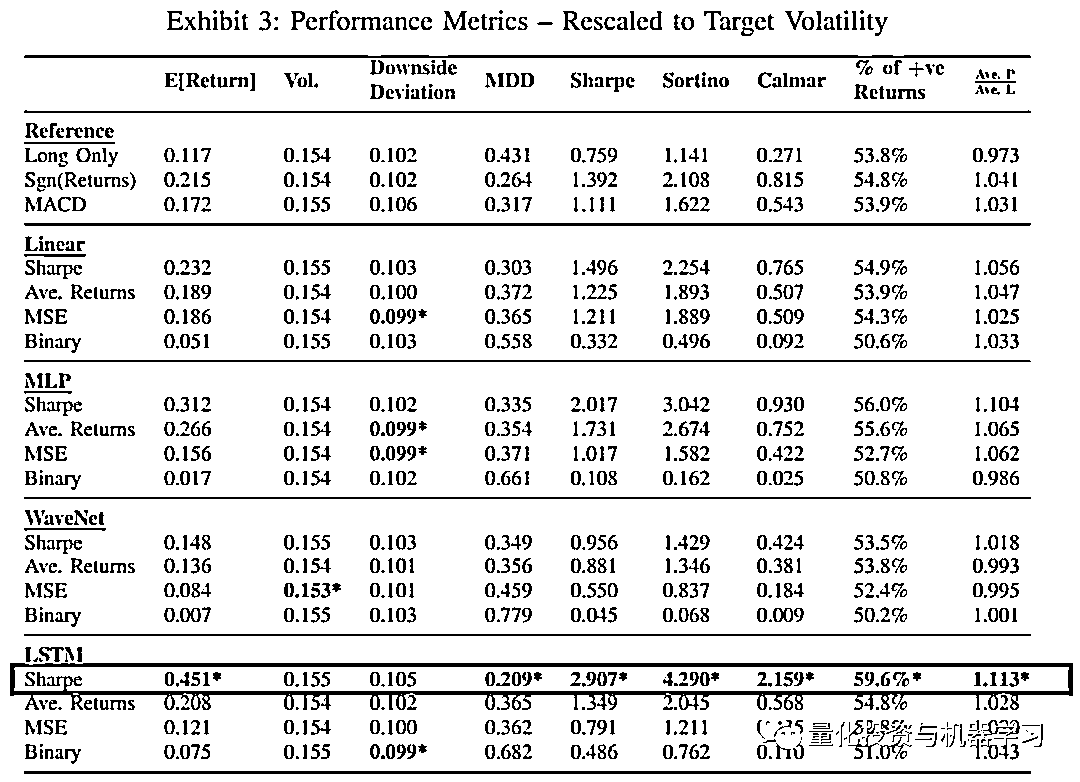 Exhibit 3: Performance Metrics – Rescaled to Target Volatility
E[Return] Vol. Downside Deviation MDD Sharpe Sortino Calmar % of +ve Returns Ave. P / Ave. L
Reference
Long Only 0.117 0.154 0.102 0.431 0.759 1.141 0.271 53.8% 0.973
Sgn(Returns) 0.215 0.154 0.102 0.264 1.392 2.108 0.815 54.8% 1.041
MACD 0.172 0.155 0.106 0.317 1.111 1.622 0.543 53.9% 1.031
Linear
Sharpe 0.232 0.155 0.103 0.303 1.496 2.254 0.765 54.9% 1.056
Ave. Returns 0.189 0.154 0.100 0.372 1.225 1.893 0.507 53.9% 1.047
MSE 0.186 0.154 0.099* 0.365 1.211 1.889 0.509 54.3% 1.025
Binary 0.051 0.155 0.103 0.558 0.332 0.496 0.092 50.6% 1.033
MLP
Sharpe 0.312 0.154 0.102 0.335 2.017 3.042 0.930 56.0% 1.104
Ave. Returns 0.266 0.154 0.099* 0.354 1.731 2.674 0.752 55.6% 1.065
MSE 0.156 0.154 0.099* 0.371 1.017 1.582 0.422 52.7% 1.062
Binary 0.017 0.154 0.102 0.661 0.108 0.162 0.025 50.8% 0.986
WaveNet
Sharpe 0.148 0.155 0.103 0.349 0.956 1.429 0.424 53.5% 1.018
Ave. Returns 0.136 0.154 0.101 0.356 0.881 1.346 0.381 53.8% 0.993
MSE 0.084 0.153* 0.101 0.459 0.550 0.837 0.184 52.4% 0.995
Binary 0.007 0.155 0.103 0.779 0.045 0.068 0.009 50.2% 1.001
LSTM
Sharpe 0.451* 0.155 0.105 0.209* 2.907* 4.290* 2.159* 59.6%* 1.113*
Ave. Returns 0.208 0.154 0.102 0.365 1.349 2.045 0.568 54.8% 1.028
MSE 0.121 0.154 0.100 0.362 0.791 1.211
Binary 0.075 0.155 0.099* 0.682 0.486 0.762 0.110 51.0% 1.043
量化投资与机器学习